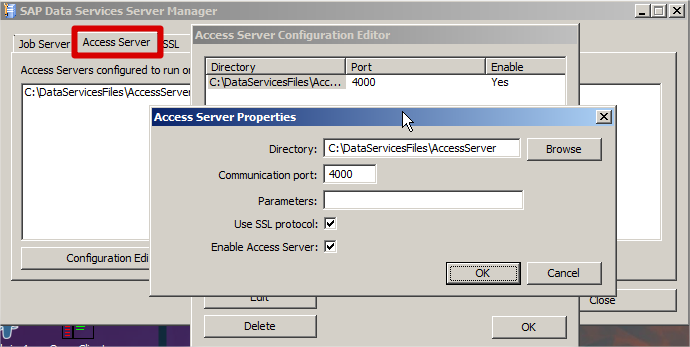 SAP Data Services Server Manager
Job Server
Access Server
SSL
Access Servers configured to run or
C:\DataServicesFiles\AccessServer
Configuration Edi
Access Server Configuration Editor
Directory Port Enable
C:\DataServicesFiles\Acc... 4000 Yes
Access Server Properties
Directory: C:\DataServicesFiles\AccessServer Browse
Communication port: 4000
Parameters:
Use SSL protocol:
Enable Access Server:
OK Cancel
Edit
Close
Delete
OK